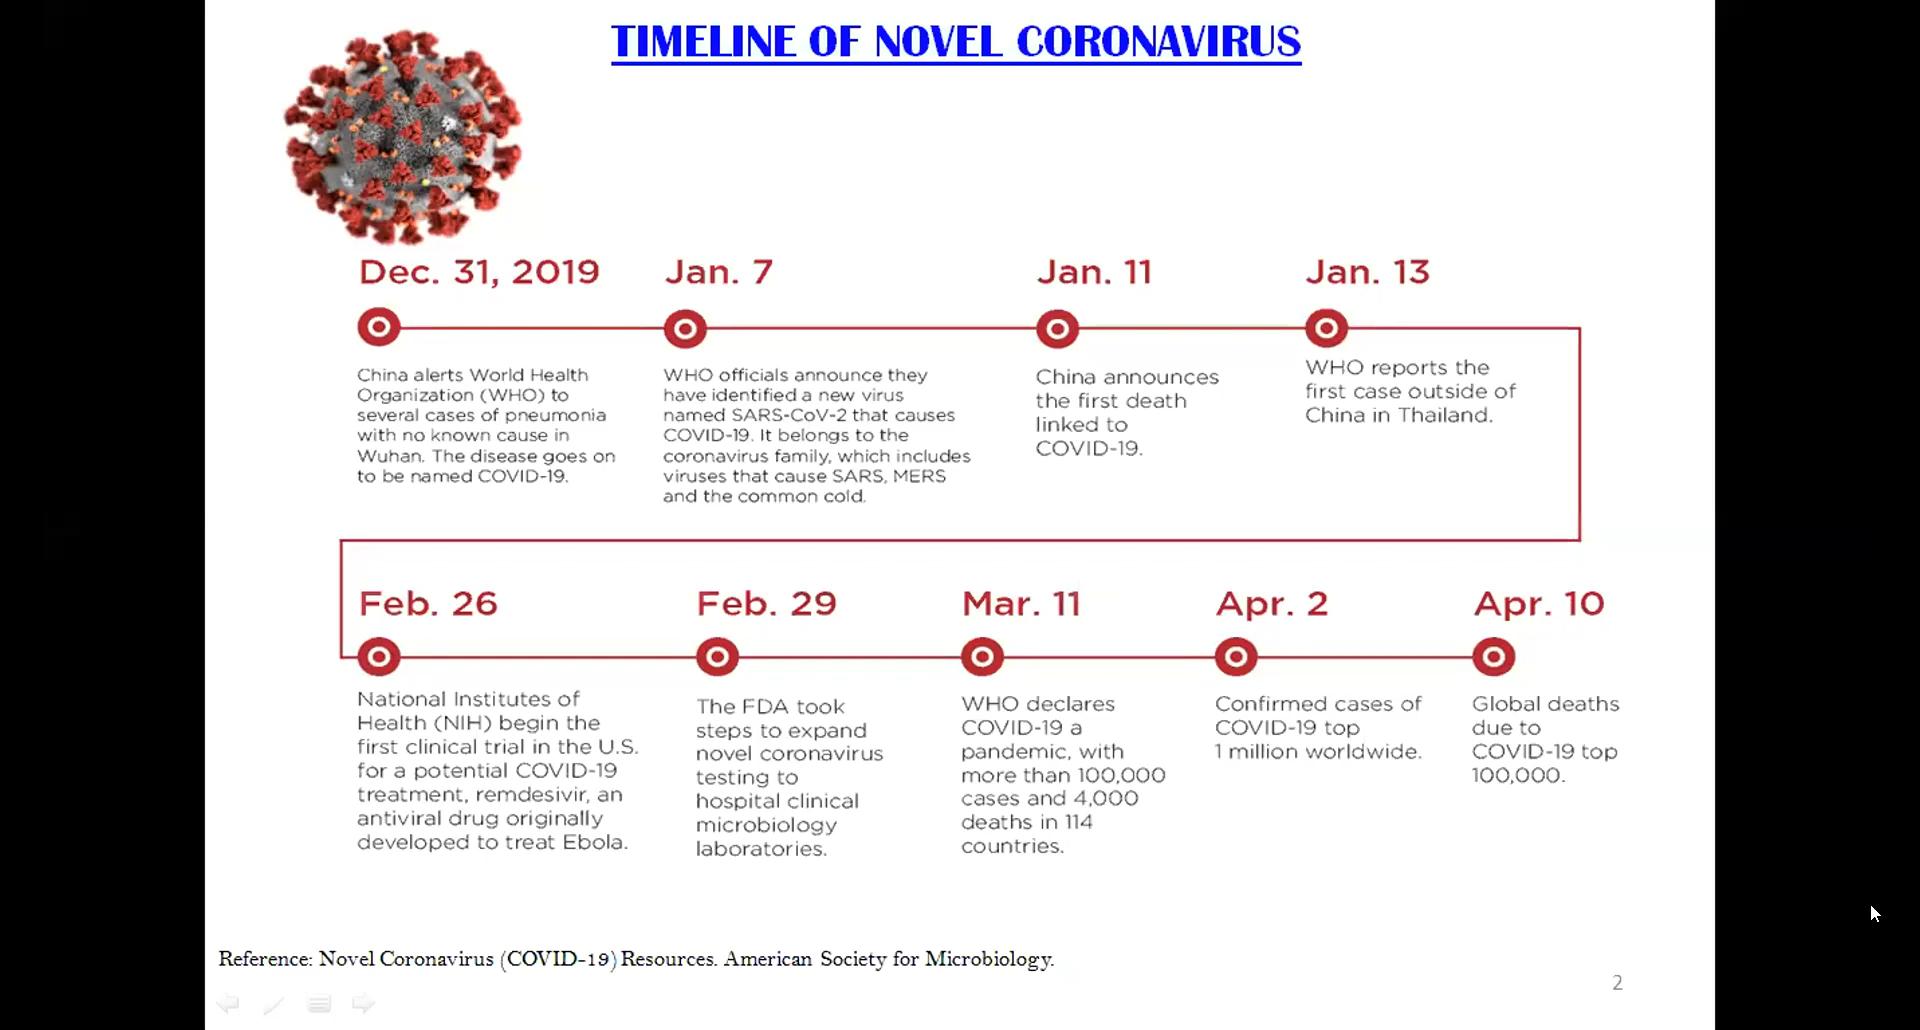 TIMELINE OF NOVEL CORONAVIRUS
Dec. 31, 2019
China alerts World Health
Organization (WHO) to
several cases of pneumonia
with no known cause in
Wuhan. The disease goes on
to be named COVID-19.
Jan. 7
WHO officials announce they
have identified a new virus
named SARS-CoV-2 that causes
COVID-19. It belongs to the
coronavirus family, which includes
viruses that cause SARS, MERS
and the common cold.
Jan. 11
China announces
the first death
linked to
COVID-19.
Jan. 13
WHO reports the
first case outside of
China in Thailand.
Feb. 26
National Institutes of
Health (NIH) begin the
first clinical trial in the U.S.
for a potential COVID-19
treatment, remdesivir, an
antiviral drug originally
developed to treat Ebola.
Feb. 29
The FDA took
steps to expand
novel coronavirus
testing to
hospital clinical
microbiology
laboratories.
Mar. 11
WHO declares
COVID-19 a
pandemic, with
more than 100,000
cases and 4,000
deaths in 114
countries.
Apr. 2
Confirmed cases of
COVID-19 top
1 million worldwide.
Apr. 10
Global deaths
due to
COVID-19 top
100,000.
Reference: Novel Coronavirus (COVID-19) Resources. American Society for Microbiology.
2